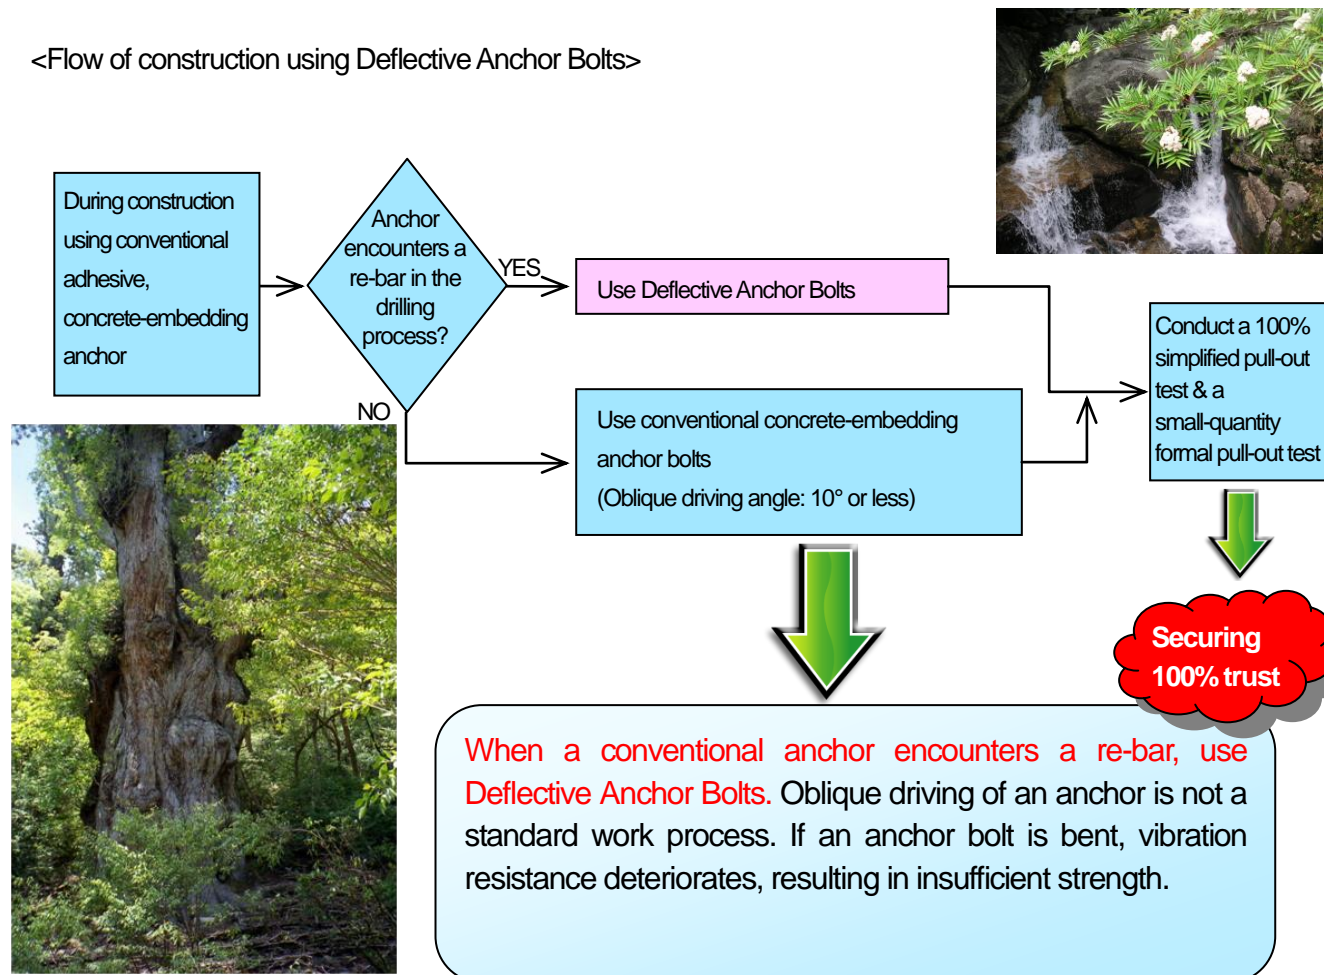 <Flow of construction using Deflective Anchor Bolts>
During construction
using conventional
adhesive,
concrete-embedding
anchor
Anchor
encounters a
re-bar in the
drilling
process?
YES
NO
Use Deflective Anchor Bolts
Use conventional concrete-embedding
anchor bolts
(Oblique driving angle: 10° or less)
Conduct a 100%
simplified pull-out
test & a
small-quantity
formal pull-out test
Securing
100% trust
When a conventional anchor encounters a re-bar, use
Deflective Anchor Bolts. Oblique driving of an anchor is not a
standard work process. If an anchor bolt is bent, vibration
resistance deteriorates, resulting in insufficient strength.